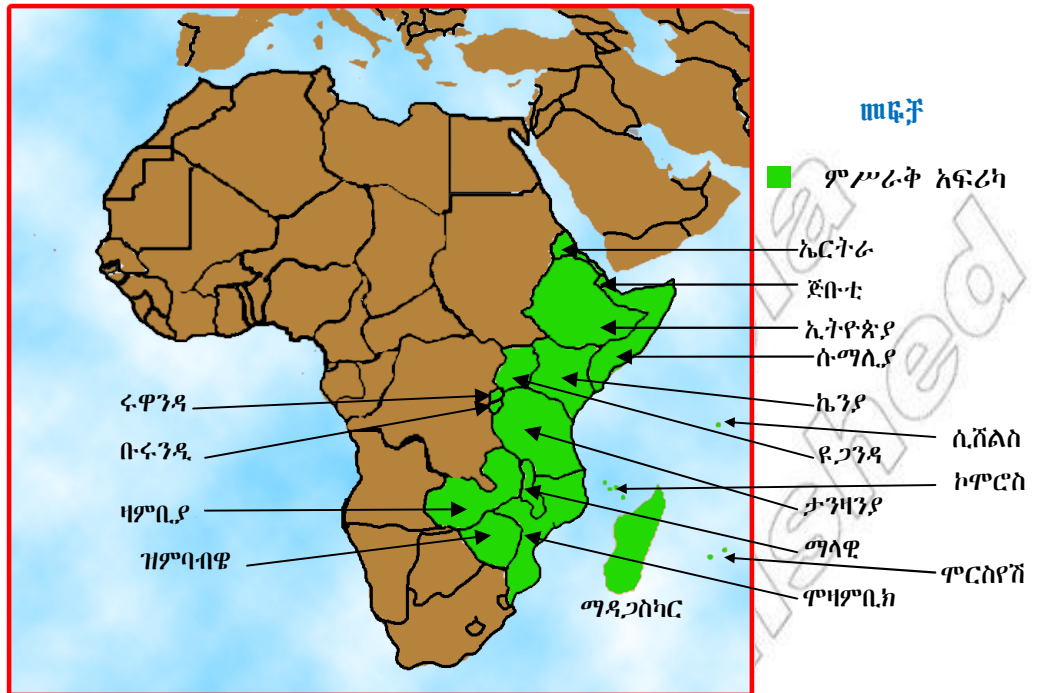 መፍቻ
ምሥራቅ አፍሪካ
ኤርትራ
ጅቡቲ
ኢትዮጵያ
ሱማሊያ
ኬንያ
ሩዋንዳ
ሲሸልስ
ቡሩንዲ
ዩጋንዳ
ኮሞሮስ
ታንዛንያ
ዛምቢያ
ማላዊ
ዝምባብዌ
ሞርስየሽ
ሞዛምቢክ
ማዳጋስካር